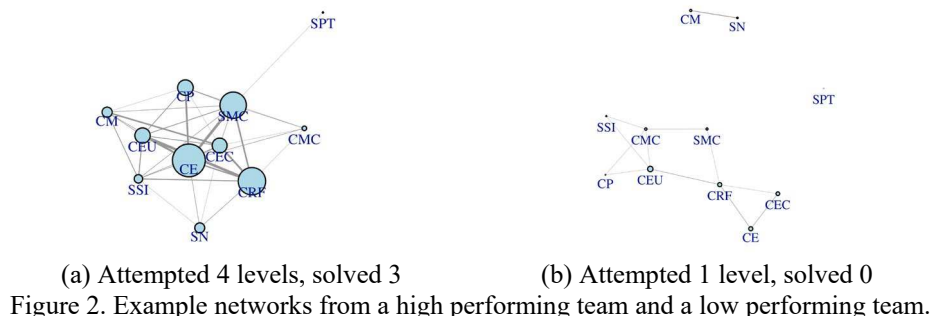 SPT
CP
SMC
CM
CMC
CEU
CEC
CE
SSI
CRF
SN
CM
SN
SPT
SSI
CMC
SMC
CP
CEU
CRF
CEC
CE
(a) Attempted 4 levels, solved 3
(b) Attempted 1 level, solved 0
Figure 2. Example networks from a high performing team and a low performing team.